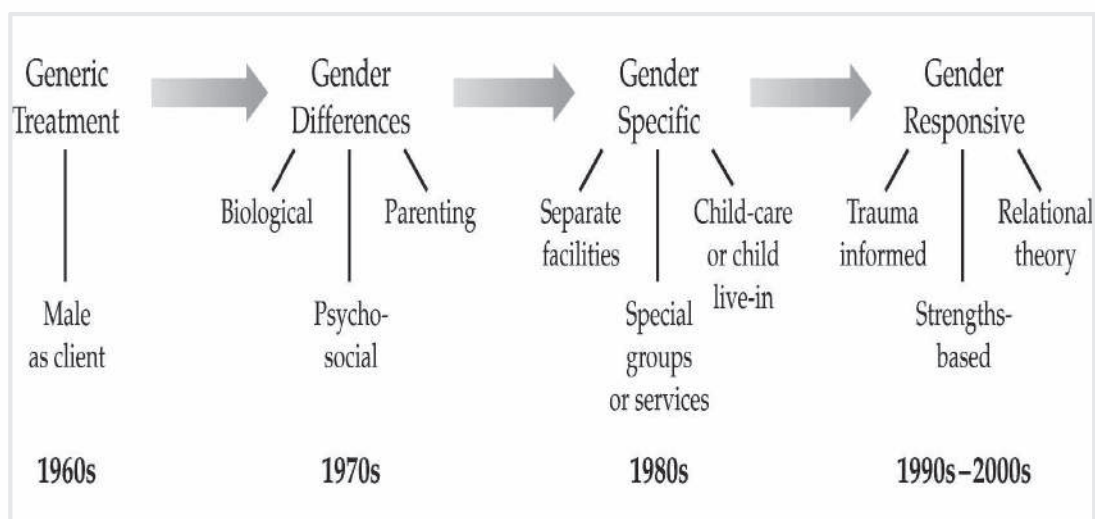 Generic
Treatment
Gender
Differences
Gender
Specific
Gender
Responsive
Biological
Parenting
Separate
facilities
Child-care
or child
live-in
Trauma
informed
Relational
theory
Male
as client
Psycho-
social
Special
groups
or services
Strengths-
based
1960s
1970s
1980s
1990s–2000s